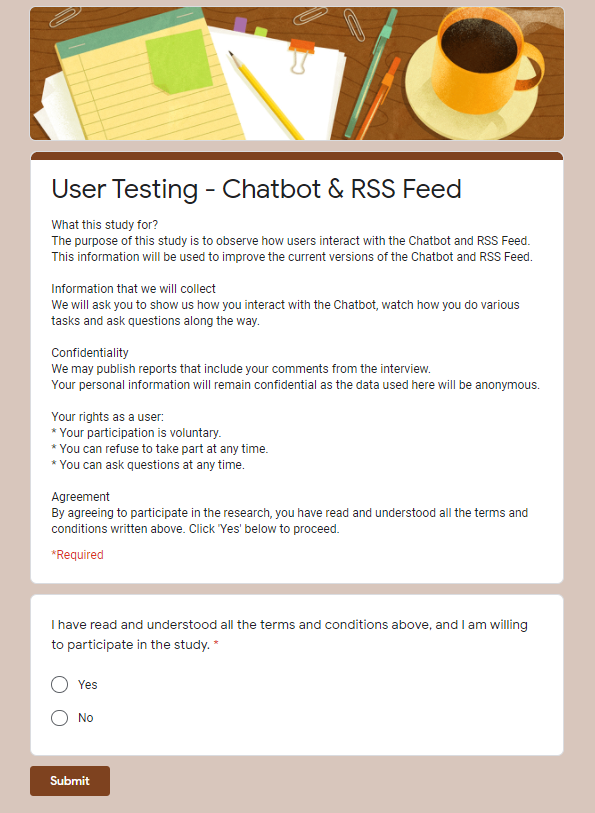 User Testing - Chatbot & RSS Feed
What this study for?
The purpose of this study is to observe how users interact with the Chatbot and RSS Feed.
This information will be used to improve the current versions of the Chatbot and RSS Feed.
Information that we will collect
We will ask you to show us how you interact with the Chatbot, watch how you do various
tasks and ask questions along the way.
Confidentiality
We may publish reports that include your comments from the interview.
Your personal information will remain confidential as the data used here will be anonymous.
Your rights as a user:
* Your participation is voluntary.
* You can refuse to take part at any time.
* You can ask questions at any time.
Agreement
By agreeing to participate in the research, you have read and understood all the terms and
conditions written above. Click 'Yes' below to proceed.
*Required
I have read and understood all the terms and conditions above, and I am willing
to participate in the study. *
Yes
No
Submit